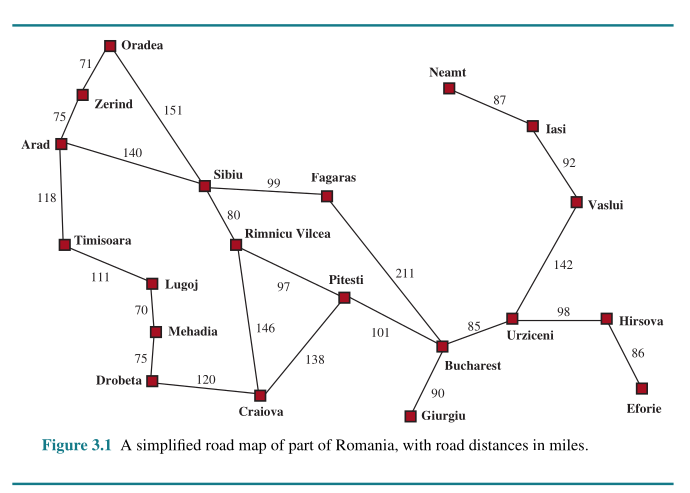 Oradea
71
Neamt
Zerind
87
151
75
Iasi
Arad
140
92
Sibiu
Fagaras
99
118
Vaslui
80
Timisoara
Rimnicu Vilcea
142
211
111
Lugoj
97
Pitesti
70
98
Hirsova
85
Mehadia
146
101
Urziceni
138
86
75
Bucharest
120
Drobeta
90
Eforie
Craiova
Giurgiu
Figure 3.1 A simplified road map of part of Romania, with road distances in miles.